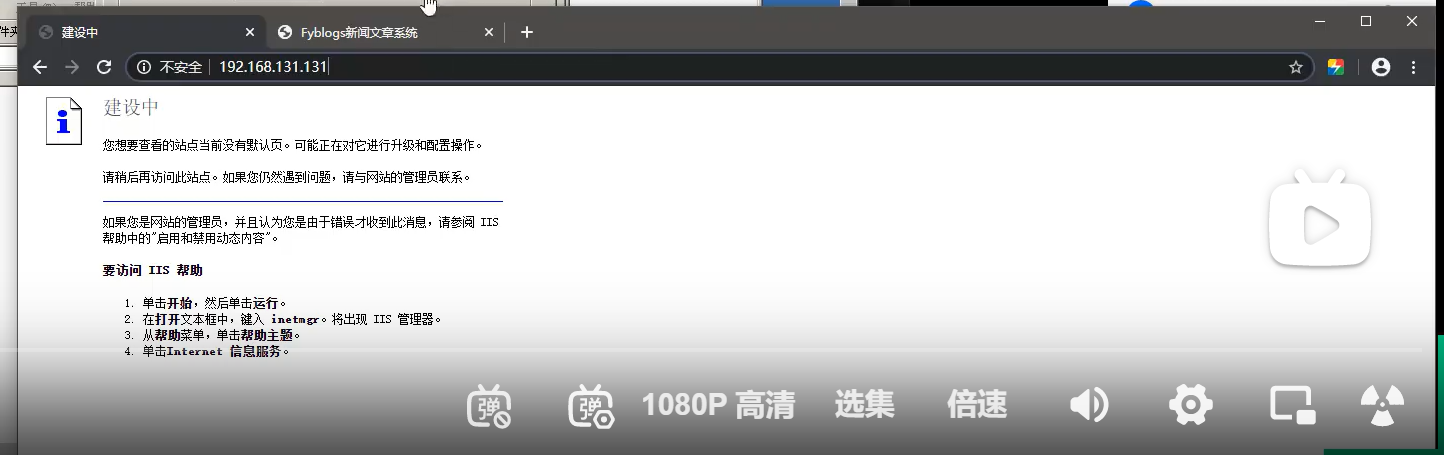 建设中
Fyblogs新闻文章系统
不安全 192.168.131.131
建设中
您想要查看的站点当前没有默认页。可能正在对它进行升级和配置操作。
请稍后再访问此站点。如果您仍然遇到问题，请与网站的管理员联系。
如果您是网站的管理员，并且认为您是由于错误才收到此消息，请参阅 IIS
帮助中的"启用和禁用动态内容"。
要访问 IIS 帮助
1. 单击开始，然后单击运行。
2. 在打开文本框中，键入 inetmgr。将出现 IIS 管理器。
3. 从帮助菜单，单击帮助主题。
4. 单击Internet 信息服务。
弹 弹 1080P 高清 选集 倍速